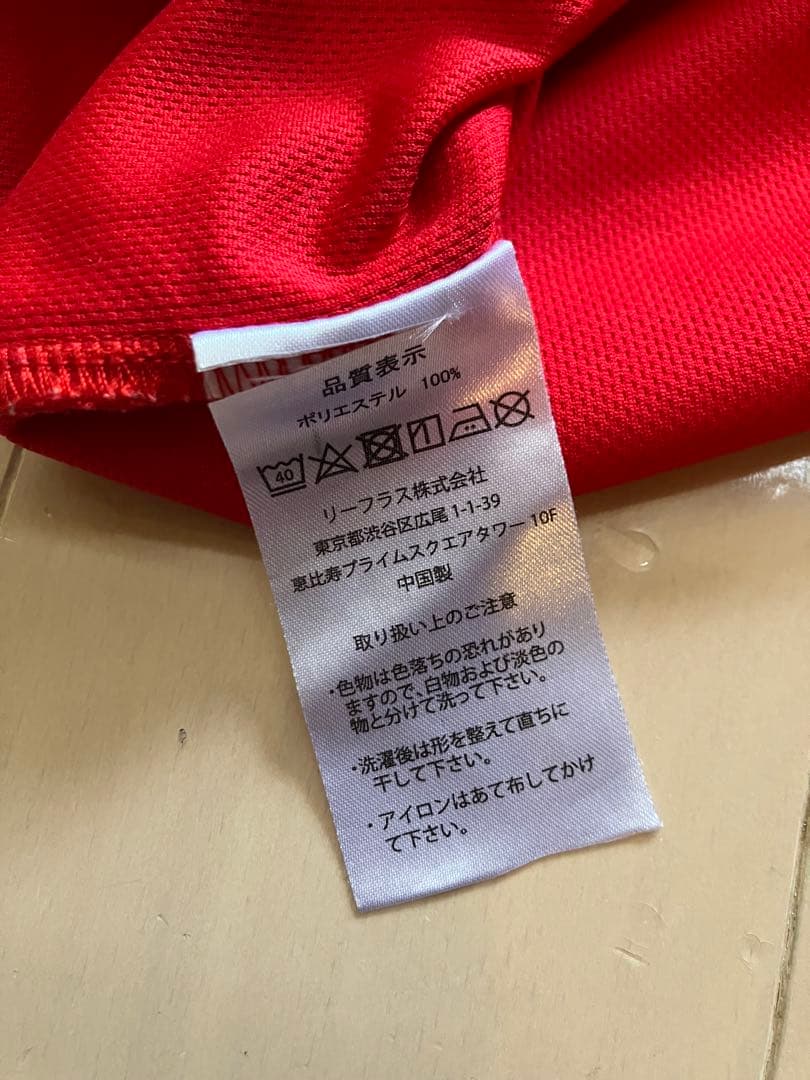 品質表示
ポリエステル 100%
40
リーフラス株式会社
東京都渋谷区広尾 1-1-39
恵比寿プライムスクエアタワー 10F
中国製
取り扱い上のご注意
・色物は色落ちの恐れがあり
ますので、白物および淡色の
物と分けて洗って下さい。
・洗濯後は形を整えて直ちに
干して下さい。
・アイロンはあて布してかけ
て下さい。